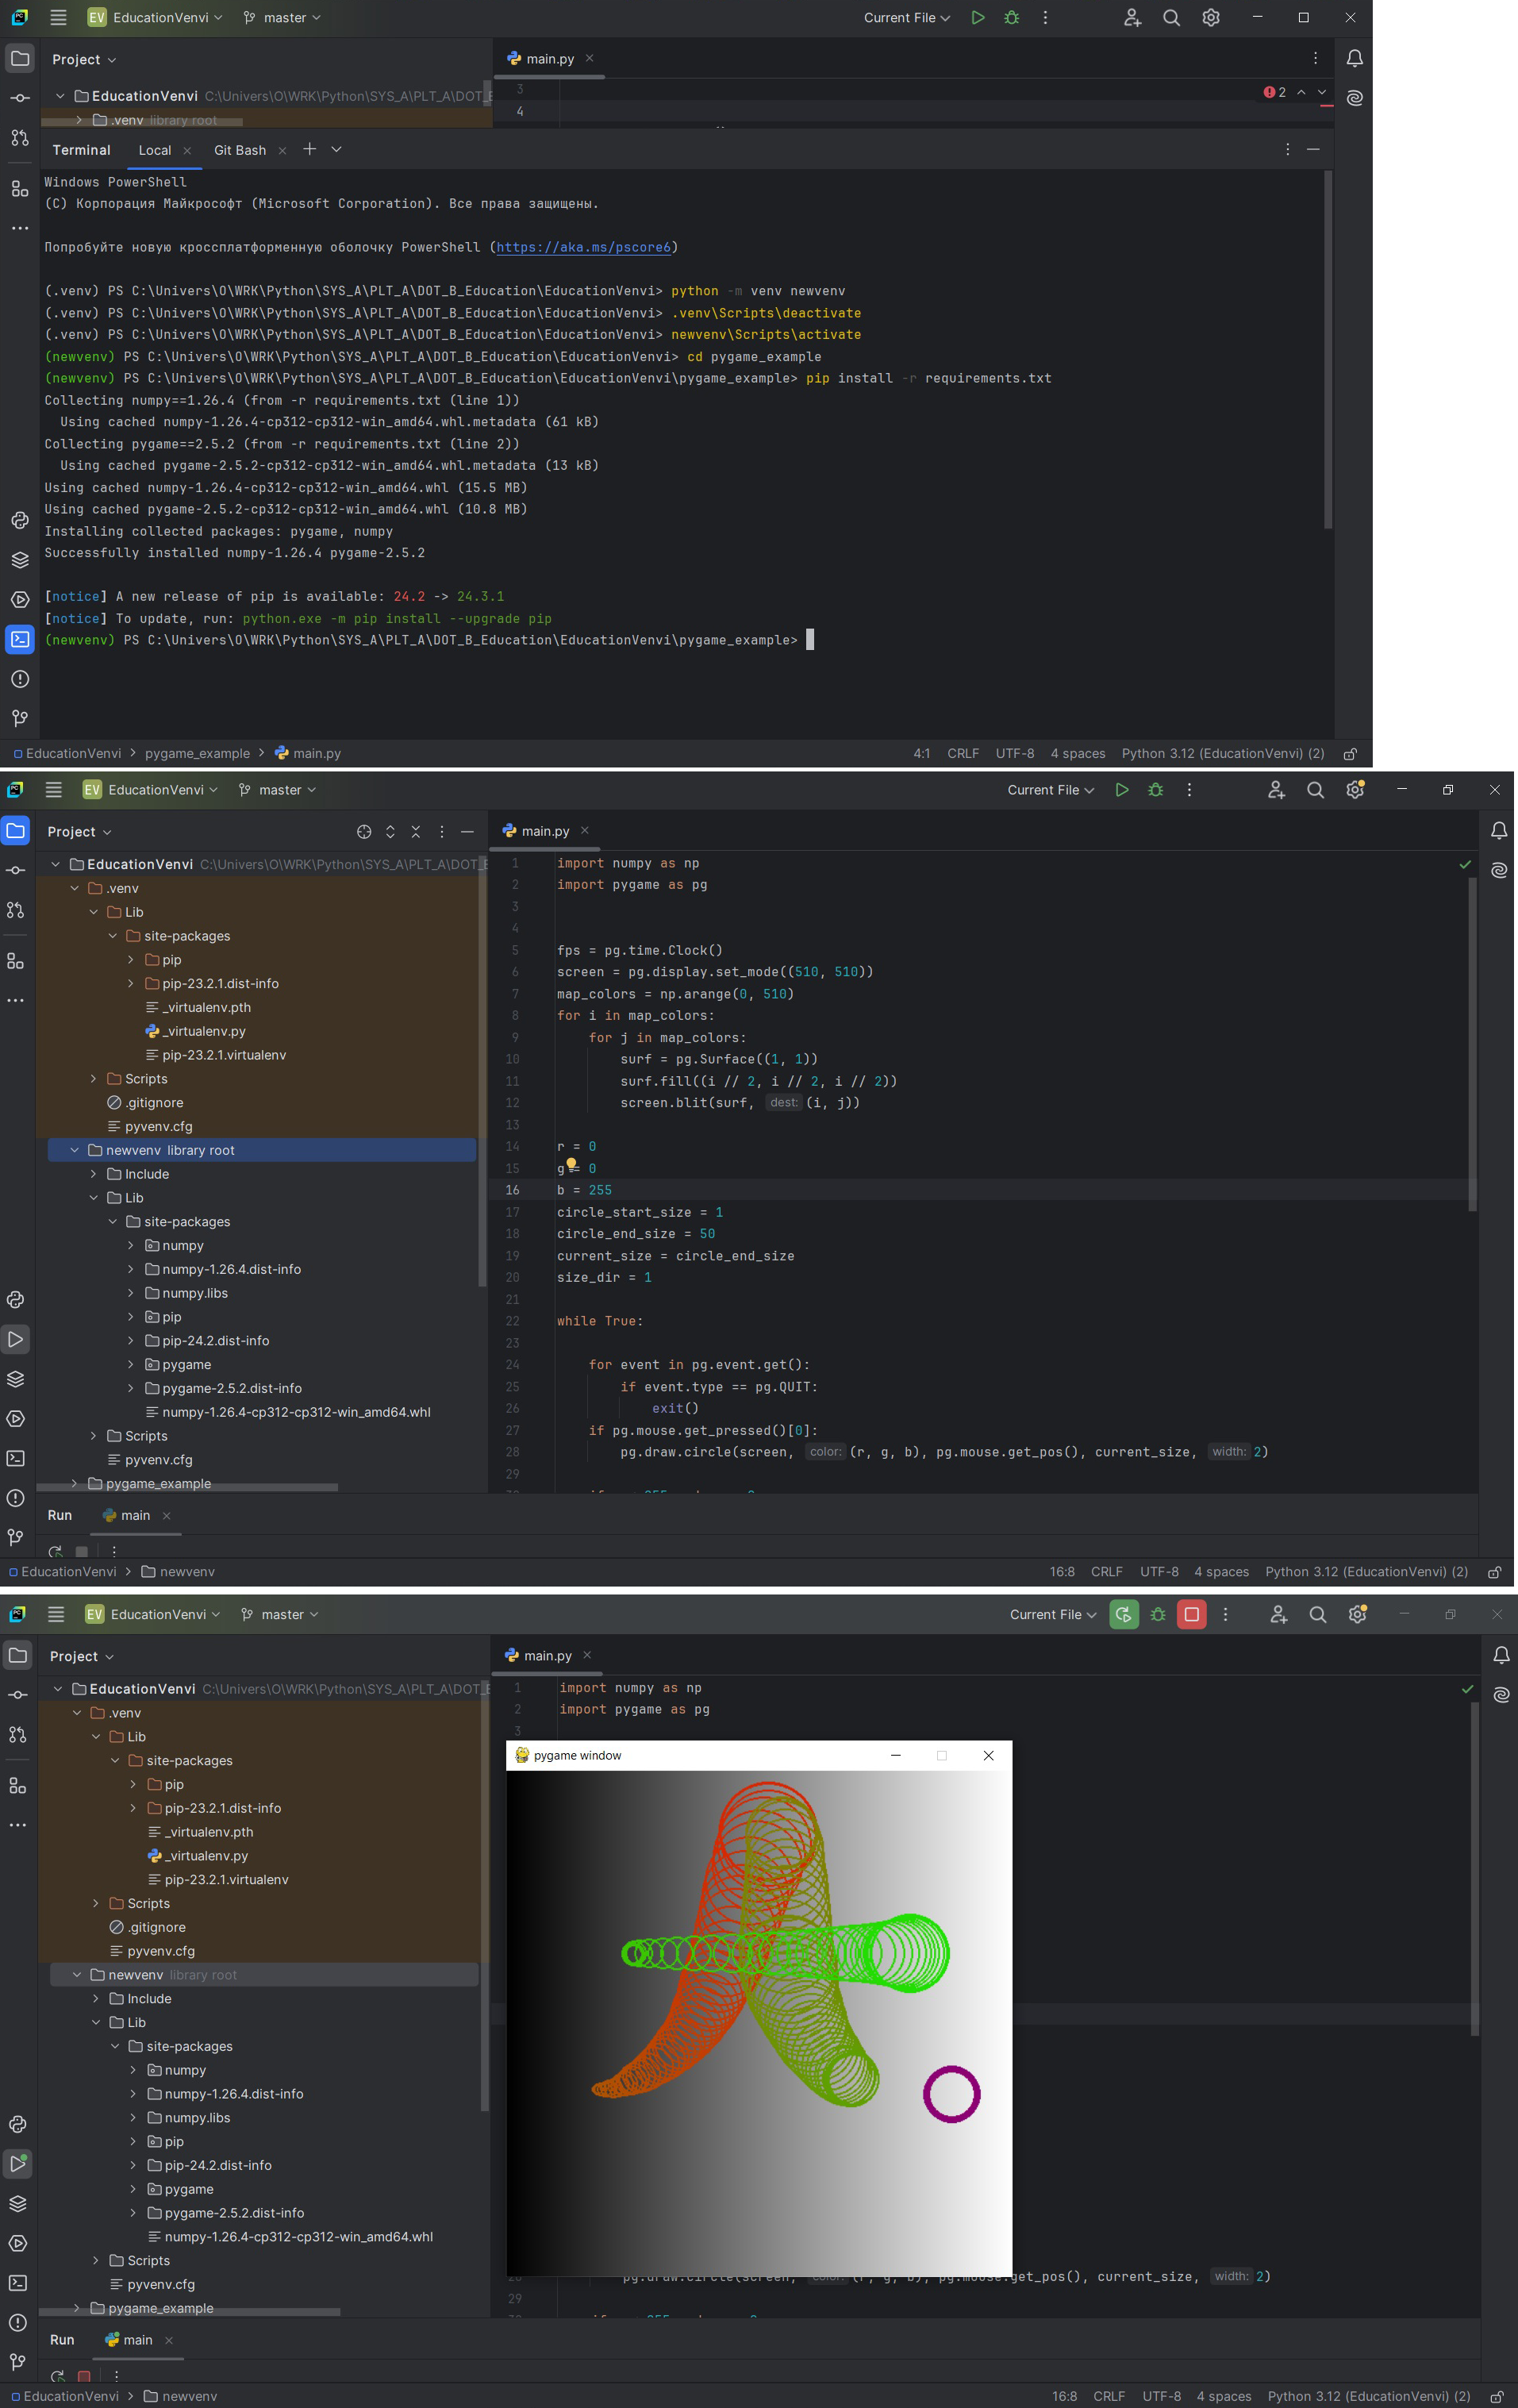 EV EducationVenvi master Current File
Project
main.py
EducationVenvi C:\Univers\O\WRK\Python\SYS_A\PLT_A\DOT_E
3
2
.venv library root
4
Terminal Local Git Bash
Windows PowerShell
(C) Корпорация Майкрософт (Microsoft Corporation). Все права защищены.
Попробуйте новую кроссплатформенную оболочку PowerShell (https://aka.ms/pscore6)
(.venv) PS C:\Univers\O\WRK\Python\SYS_A\PLT_A\DOT_B_Education\EducationVenvi> python -m venv newvenv
(.venv) PS C:\Univers\O\WRK\Python\SYS_A\PLT_A\DOT_B_Education\EducationVenvi> .venv\Scripts\deactivate
(.venv) PS C:\Univers\O\WRK\Python\SYS_A\PLT_A\DOT_B_Education\EducationVenvi> newvenv\Scripts\activate
(newvenv) PS C:\Univers\O\WRK\Python\SYS_A\PLT_A\DOT_B_Education\EducationVenvi> cd pygame_example
(newvenv) PS C:\Univers\O\WRK\Python\SYS_A\PLT_A\DOT_B_Education\EducationVenvi\pygame_example> pip install -r requirements.txt
Collecting numpy==1.26.4 (from -r requirements.txt (line 1))
Using cached numpy-1.26.4-cp312-cp312-win_amd64.whl.metadata (61 kB)
Collecting pygame==2.5.2 (from -r requirements.txt (line 2))
Using cached pygame-2.5.2-cp312-cp312-win_amd64.whl.metadata (13 kB)
Using cached numpy-1.26.4-cp312-cp312-win_amd64.whl (15.5 MB)
Using cached pygame-2.5.2-cp312-cp312-win_amd64.whl (10.8 MB)
Installing collected packages: pygame, numpy
Successfully installed numpy-1.26.4 pygame-2.5.2
[notice] A new release of pip is available: 24.2 -> 24.3.1
[notice] To update, run: python.exe -m pip install --upgrade pip
(newvenv) PS C:\Univers\O\WRK\Python\SYS_A\PLT_A\DOT_B_Education\EducationVenvi\pygame_example>
EducationVenvi > pygame_example > main.py 4:1 CRLF UTF-8 4 spaces Python 3.12 (EducationVenvi) (2)
EV EducationVenvi master Current File
Project
main.py
EducationVenvi C:\Univers\O\WRK\Python\SYS_A\PLT_A\DOT_E
.venv
Lib
site-packages
pip
pip-23.2.1.dist-info
_virtualenv.pth
_virtualenv.py
pip-23.2.1.virtualenv
Scripts
.gitignore
pyvenv.cfg
newvenv library root
Include
Lib
site-packages
numpy
numpy-1.26.4.dist-info
numpy.libs
pip
pip-24.2.dist-info
pygame
pygame-2.5.2.dist-info
numpy-1.26.4-cp312-cp312-win_amd64.whl
Scripts
pyvenv.cfg
pygame_example
1 import numpy as np
2 import pygame as pg
3
4
5 fps = pg.time.Clock()
6 screen = pg.display.set_mode((510, 510))
7 map_colors = np.arange(0, 510)
8 for i in map_colors:
9 for j in map_colors:
10 surf = pg.Surface((1, 1))
11 surf.fill((i // 2, i // 2, i // 2))
12 screen.blit(surf, dest: (i, j))
13
14 r = 0
15 g = 0
16 b = 255
17 circle_start_size = 1
18 circle_end_size = 50
19 current_size = circle_end_size
20 size_dir = 1
21
22 while True:
23
24 for event in pg.event.get():
25 if event.type == pg.QUIT:
26 exit()
27 if pg.mouse.get_pressed()[0]:
28 pg.draw.circle(screen, color: (r, g, b), pg.mouse.get_pos(), current_size, width: 2)
29
Run main
EducationVenvi > newvenv 16:8 CRLF UTF-8 4 spaces Python 3.12 (EducationVenvi) (2)
EV EducationVenvi master Current File
Project
main.py
EducationVenvi C:\Univers\O\WRK\Python\SYS_A\PLT_A\DOT_E
.venv
Lib
site-packages
pip
pip-23.2.1.dist-info
_virtualenv.pth
_virtualenv.py
pip-23.2.1.virtualenv
Scripts
.gitignore
pyvenv.cfg
newvenv library root
Include
Lib
site-packages
numpy
numpy-1.26.4.dist-info
numpy.libs
pip
pip-24.2.dist-info
pygame
pygame-2.5.2.dist-info
numpy-1.26.4-cp312-cp312-win_amd64.whl
Scripts
pyvenv.cfg
pygame_example
1 import numpy as np
2 import pygame as pg
3
pygame window
28 pg.draw.circle(screen, color: (r, g, b), pg.mouse.get_pos(), current_size, width: 2)
29
Run main
EducationVenvi > newvenv 16:8 CRLF UTF-8 4 spaces Python 3.12 (EducationVenvi) (2)